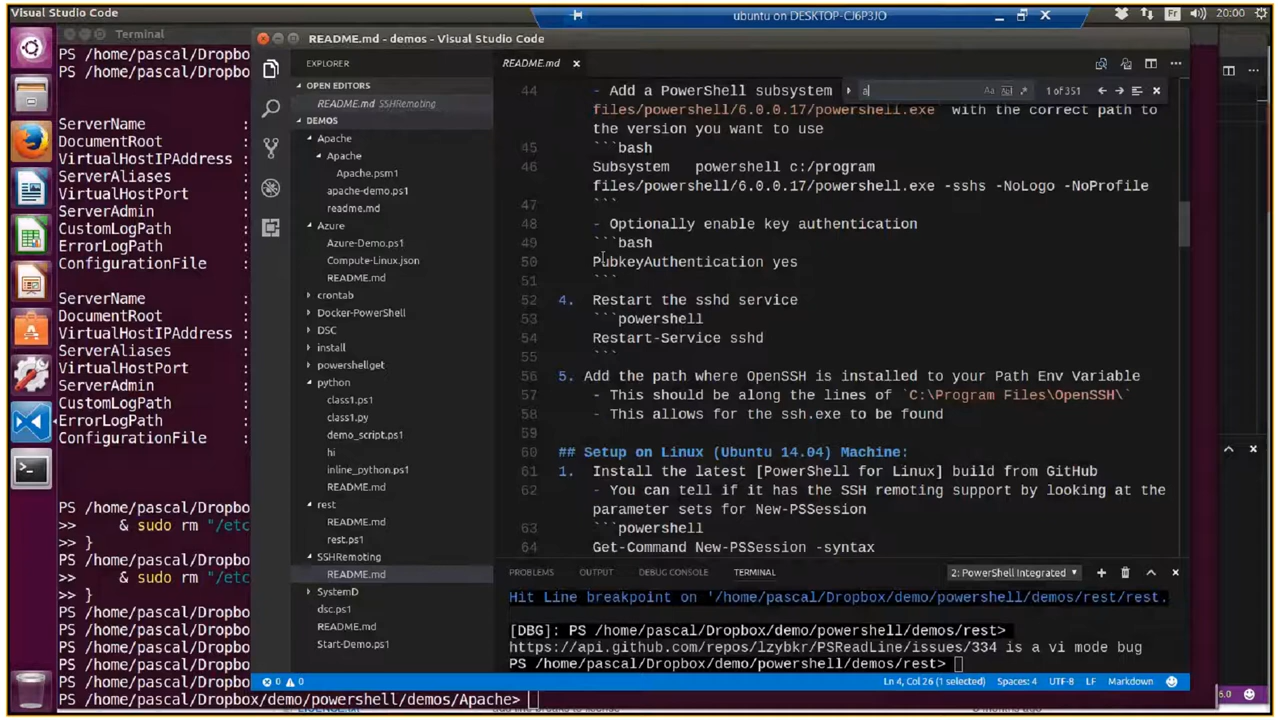 Visual Studio Code
ubuntu on DESKTOP-CJ6P3JO
Fr
20:00
Terminal
PS /home/pascal/Dropbo
PS /home/pascal/Dropbo
ServerName :
DocumentRoot :
VirtualHostIPAddress :
ServerAliases :
VirtualHostPort :
ServerAdmin :
CustomLogPath :
ErrorLogPath :
ConfigurationFile :
ServerName :
DocumentRoot :
VirtualHostIPAddress :
ServerAliases :
VirtualHostPort :
ServerAdmin :
CustomLogPath :
ErrorLogPath :
ConfigurationFile :
PS /home/pascal/Dropbo
>> & sudo rm "/etc
>> }
PS /home/pascal/Dropbo
>> & sudo rm "/etc
>> }
PS /home/pascal/Dropbo
PS /home/pascal/Dropbo
PS /home/pascal/Dropbo
PS /home/pascal/Dropbo
PS /home/pascal/Dropbo/demo/powershell/demos/Apache>
README.md - demos - Visual Studio Code
EXPLORER
OPEN EDITORS
README.md SSHRemoting
DEMOS
Apache
Apache
Apache.psm1
apache-demo.ps1
readme.md
Azure
Azure-Demo.ps1
Compute-Linux.json
README.md
crontab
Docker-PowerShell
DSC
install
powershellget
python
class1.ps1
class1.py
demo_script.ps1
hi
inline_python.ps1
README.md
rest
README.md
rest.ps1
SSHRemoting
README.md
SystemD
dsc.ps1
README.md
Start-Demo.ps1
README.md
a
Aa
Abl
1 of 351
44 - Add a PowerShell subsystem
files/powershell/6.0.0.17/powershell.exe with the correct path to
the version you want to use
45 ```bash
46 Subsystem powershell c:/program
files/powershell/6.0.0.17/powershell.exe -sshs -NoLogo -NoProfile
47 ```
48 - Optionally enable key authentication
49 ```bash
50 PubkeyAuthentication yes
51 ```
52 4. Restart the sshd service
53 ```powershell
54 Restart-Service sshd
55 ```
56 5. Add the path where OpenSSH is installed to your Path Env Variable
57 - This should be along the lines of `C:\Program Files\OpenSSH\`
58 - This allows for the ssh.exe to be found
59
60 ## Setup on Linux (Ubuntu 14.04) Machine:
61 1. Install the latest [PowerShell for Linux] build from GitHub
62 - You can tell if it has the SSH remoting support by looking at the
parameter sets for New-PSSession
63 ```powershell
64 Get-Command New-PSSession -syntax
PROBLEMS OUTPUT DEBUG CONSOLE TERMINAL
2: PowerShell Integrated
Hit Line breakpoint on '/home/pascal/Dropbox/demo/powershell/demos/rest/rest.
[DBG]: PS /home/pascal/Dropbox/demo/powershell/demos/rest>
https://api.github.com/repos/lzybkr/PSReadLine/issues/334 is a vi mode bug
PS /home/pascal/Dropbox/demo/powershell/demos/rest>
0 0
Ln 4, Col 26 (1 selected) Spaces: 4 UTF-8 LF Markdown